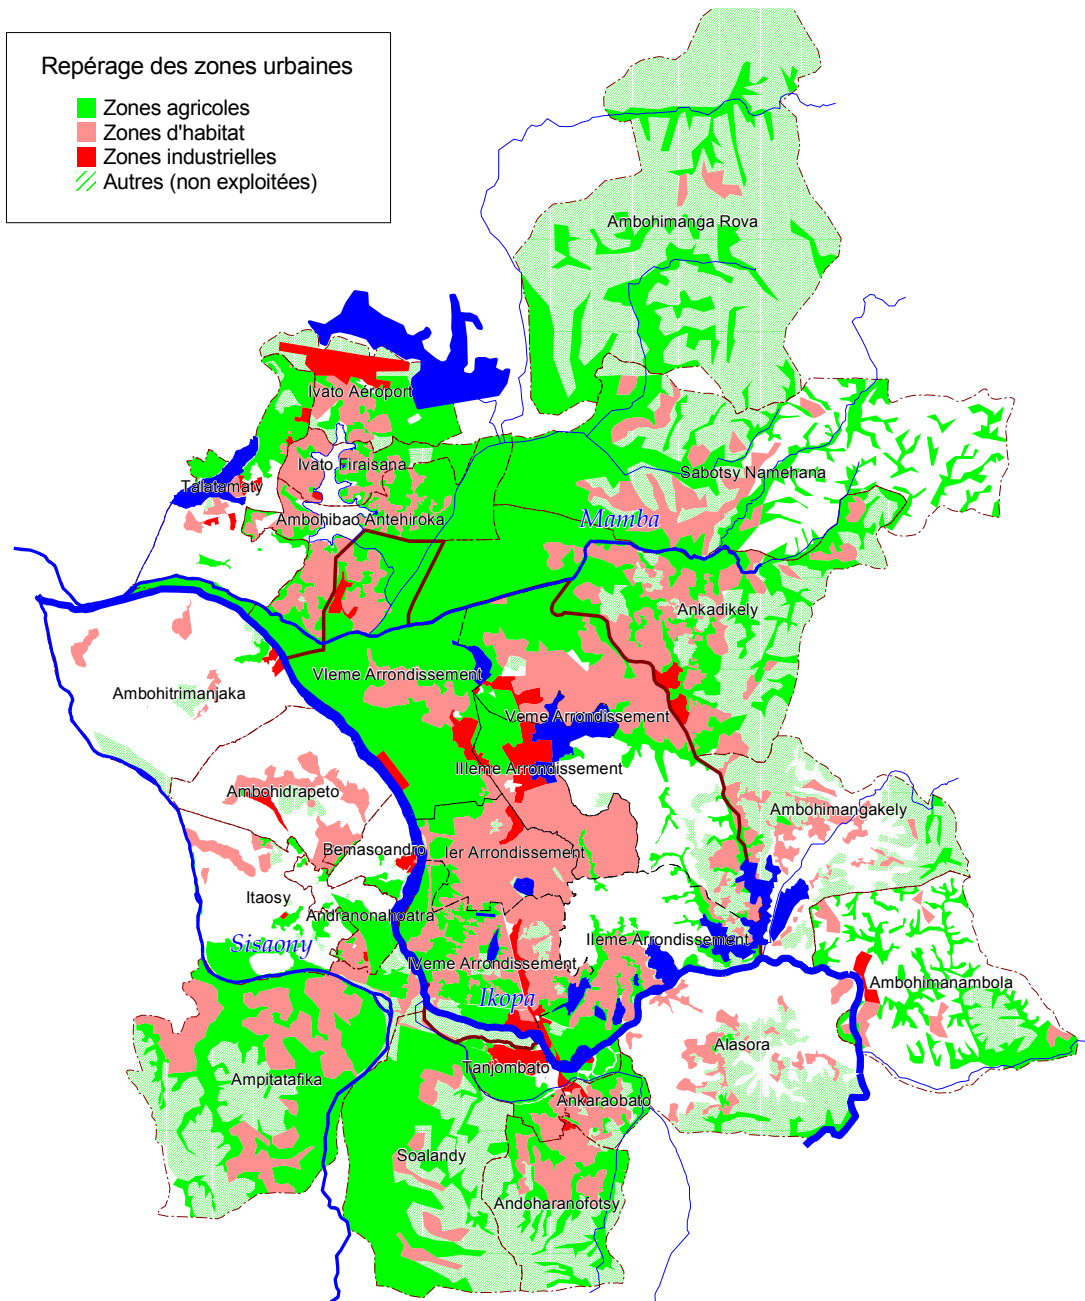 Repérage des zones urbaines
Zones agricoles
Zones d'habitat
Zones industrielles
Autres (non exploitées)
Ambohimanga Rova
Ivato Aéroport
Ivato Firaisana
Sabotsy Namehana
Talatamaty
Ambohibao Antehiroka
Mamba
Ankadikely
VIeme Arrondissement
Ambohitrimanjaka
Veme Arrondissement
IIIeme Arrondissement
Ambohidrapeto
Ambohimangakely
Bemasoandro
Ier Arrondissement
Itaosy
Andranonahoatra
Sisaony
IIeme Arrondissement
IVeme Arrondissement
Ambohimanambola
Ikopa
Alasora
Tanjombato
Ampitatafika
Ankaraobato
Soalandy
Andoharanofotsy